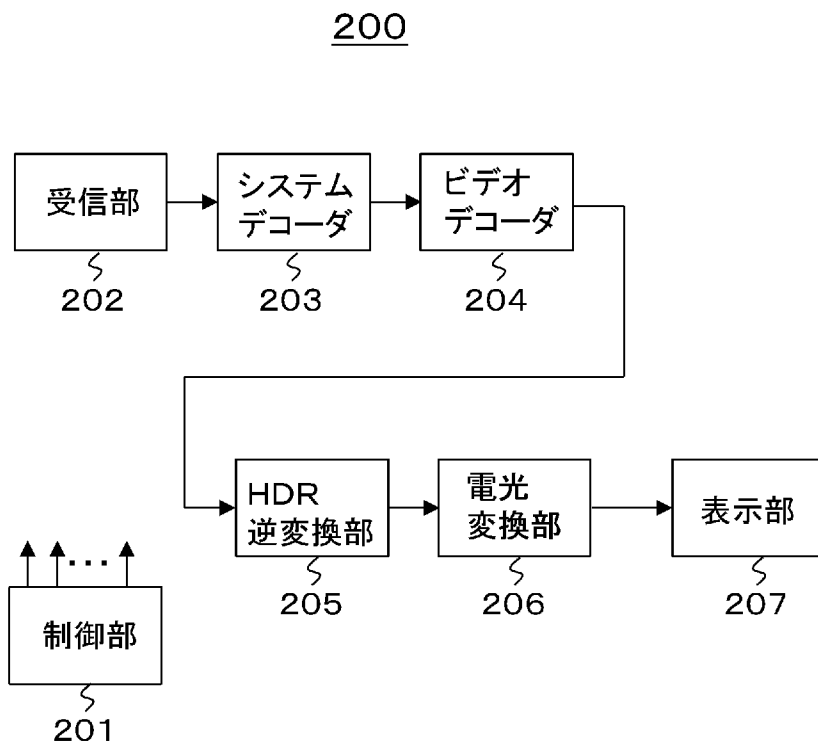 200
受信部
システム
デコーダ
ビデオ
デコーダ
202
203
204
HDR
逆変換部
電光
変換部
表示部
205
206
207
・・・
制御部
201